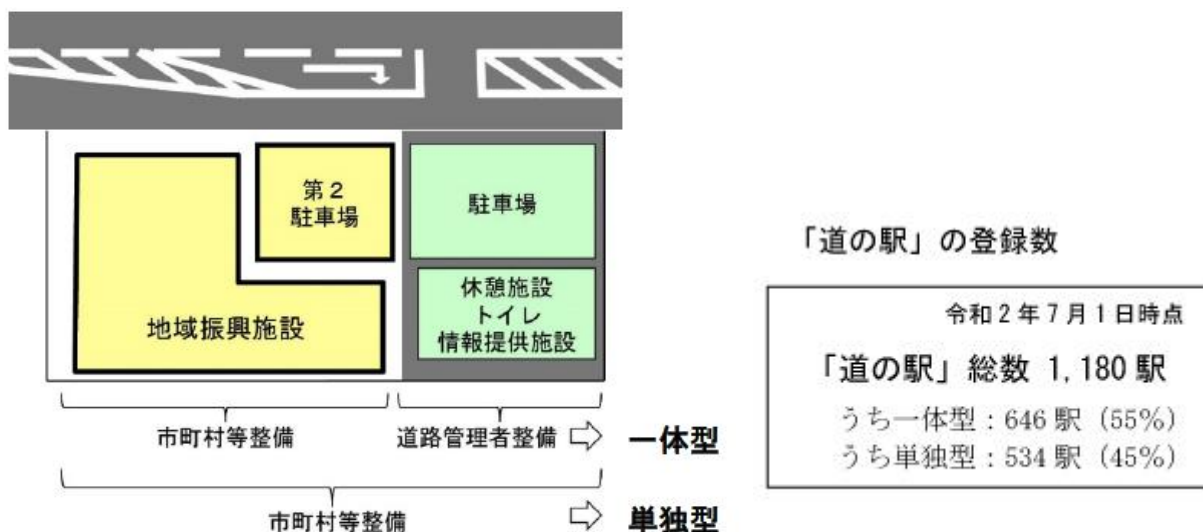 第2
駐車場
駐車場
地域振興施設
休憩施設
トイレ
情報提供施設
市町村等整備
道路管理者整備
一体型
市町村等整備
単独型
「道の駅」の登録数
令和2年7月1日時点
「道の駅」総数 1,180駅
うち一体型：646駅（55%）
うち単独型：534駅（45%）